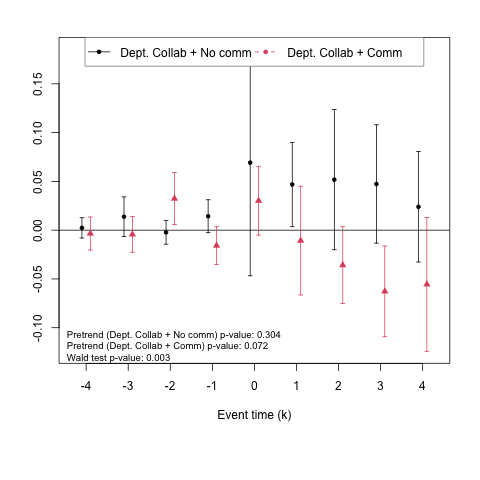 Dept. Collab + No comm Dept. Collab + Comm
0.15
0.10
0.05
0.00
-0.05
-0.10
Pretrend (Dept. Collab + No comm) p-value: 0.304
Pretrend (Dept. Collab + Comm) p-value: 0.072
Wald test p-value: 0.003
-4 -3 -2 -1 0 1 2 3 4
Event time (k)